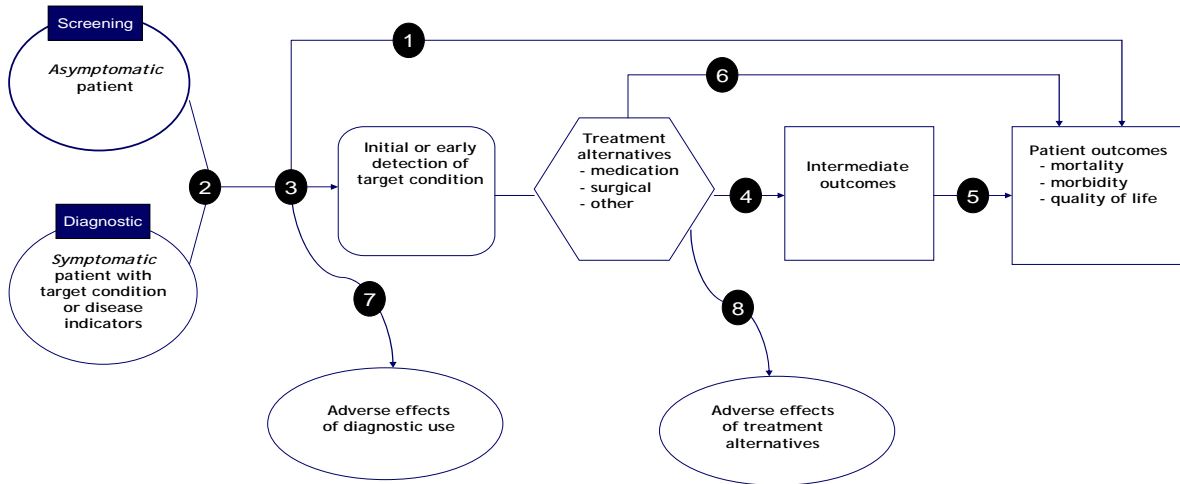 Screening
Asymptomatic
patient
1
6
Initial or early
detection of
target condition
Treatment
alternatives
- medication
- surgical
- other
Intermediate
outcomes
Patient outcomes
- mortality
- morbidity
- quality of life
2
3
4
5
Diagnostic
Symptomatic
patient with
target condition
or disease
indicators
7
8
Adverse effects
of diagnostic use
Adverse effects
of treatment
alternatives